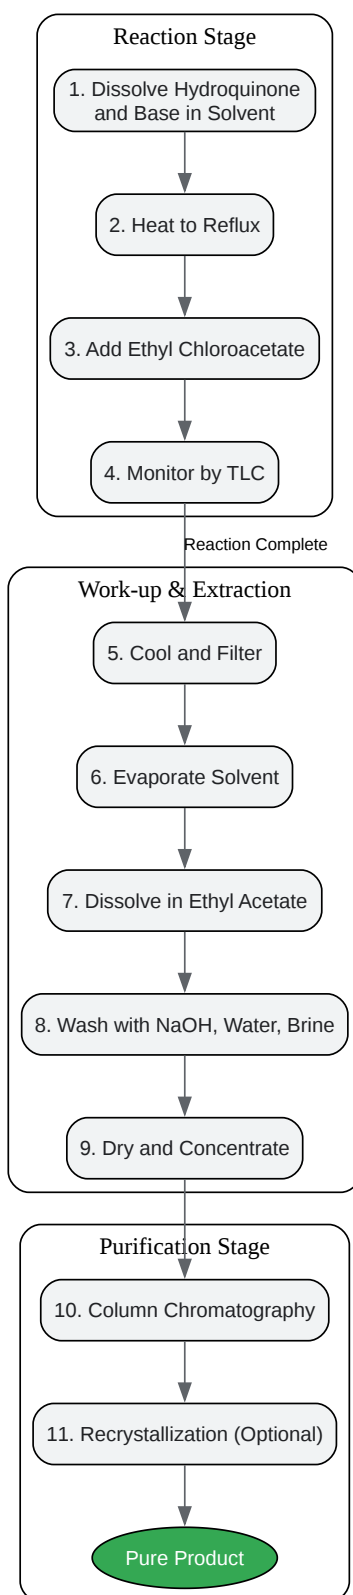 Reaction Stage
1. Dissolve Hydroquinone
and Base in Solvent
2. Heat to Reflux
3. Add Ethyl Chloroacetate
4. Monitor by TLC
Reaction Complete
Work-up & Extraction
5. Cool and Filter
6. Evaporate Solvent
7. Dissolve in Ethyl Acetate
8. Wash with NaOH, Water, Brine
9. Dry and Concentrate
Purification Stage
10. Column Chromatography
11. Recrystallization (Optional)
Pure Product